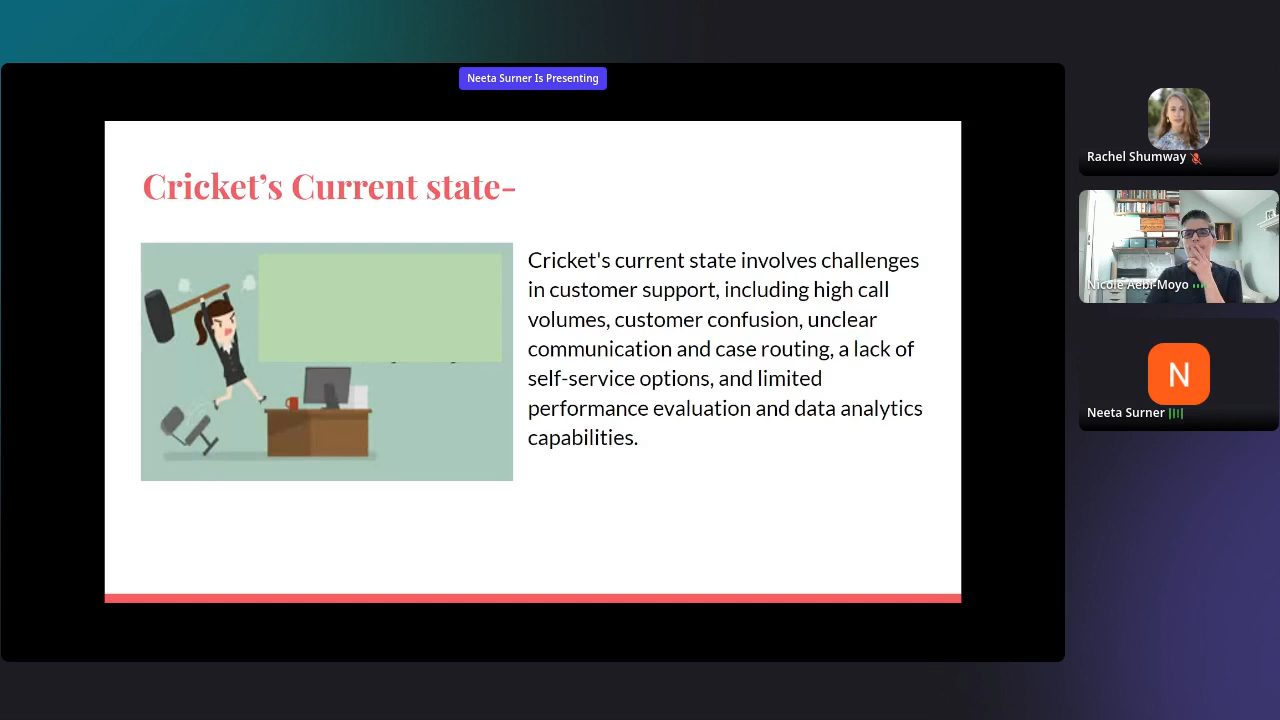 Neeta Surner Is Presenting
Cricket's Current state-
Cricket's current state involves challenges
in customer support, including high call
volumes, customer confusion, unclear
communication and case routing, a lack of
self-service options, and limited
performance evaluation and data analytics
capabilities.
Rachel Shumway
Nicole Aebi-Moyo
N
Neeta Surner